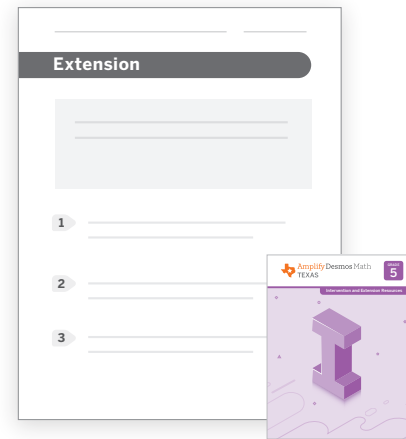 Extension
1
2
3
Amplify Desmos Math
TEXAS
GRADE
5
Intervention and Extension Resources